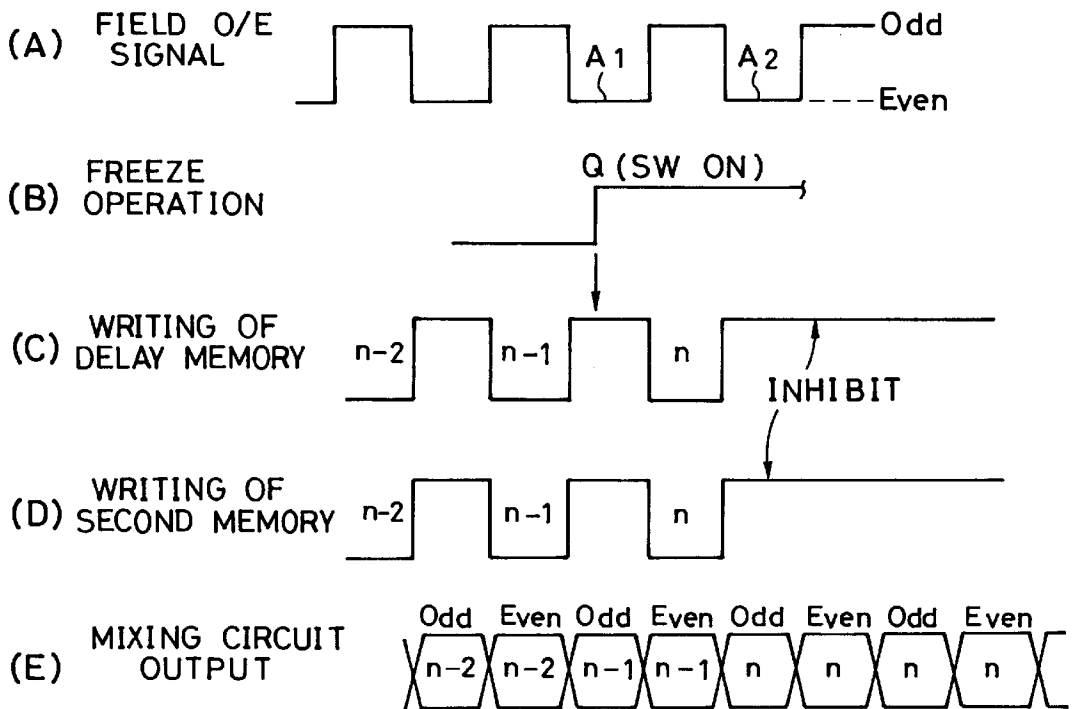 (A) FIELD O/E
SIGNAL
Odd
A1
A2
Even
(B) FREEZE
OPERATION
Q (SW ON)
(C) WRITING OF
DELAY MEMORY
n-2
n-1
n
INHIBIT
(D) WRITING OF
SECOND MEMORY
n-2
n-1
n
(E) MIXING CIRCUIT
OUTPUT
Odd Even Odd Even Odd Even Odd Even
n-2 n-2 n-1 n-1 n n n n